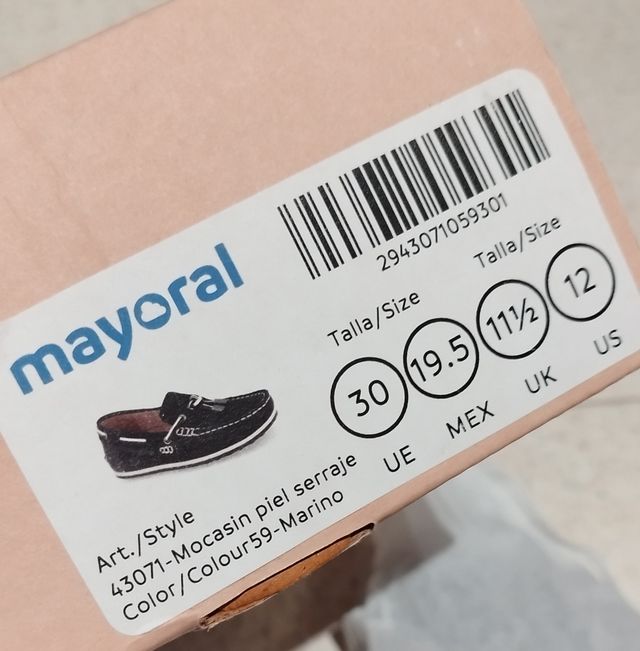 mayoral
2943071059301
Talla/Size
Talla/Size
30
19.5
11½
12
UE
MEX
UK
US
Art./Style
43071-Mocasin piel serraje
Color/Colour59-Marino